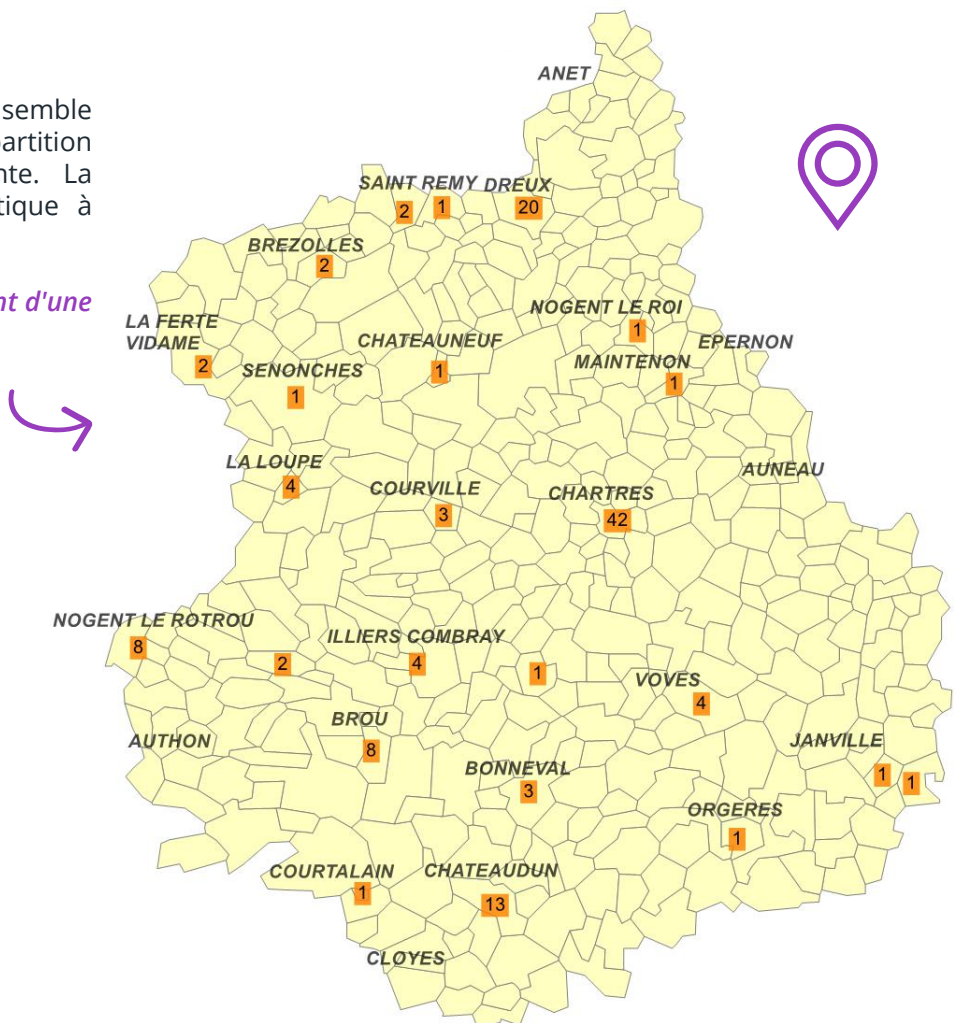 semble
partition
nte. La
tique à
nt d'une
ANET
SAINT REMY DREUX
2 1 20
BREZOLLES
2
NOGENT LE ROI
1
LA FERTE
VIDAME
2
CHATEAUNEUF
1
EPERNON
MAINTENON
1
SENONCHES
1
LA LOUPE
4
AUNEAU
COURVILLE
3
CHARTRES
42
NOGENT LE ROTROU
8
2
ILLIERS COMBRAY
4
1
VOVES
4
BROU
8
AUTHON
JANVILLE
1 1
BONNEVAL
3
ORGERES
1
COURTALAIN
1
CHATEAUDUN
13
CLOYES